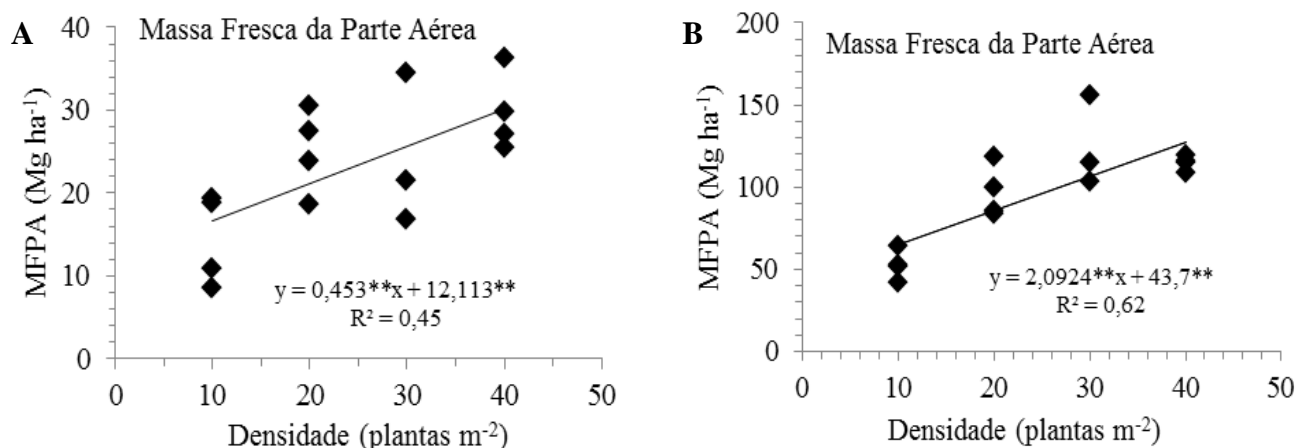 A
Massa Fresca da Parte Aérea
MFPA (Mg ha⁻¹)
40
30
20
10
0
y = 0,453**x + 12,113**
R² = 0,45
0 10 20 30 40 50
Densidade (plantas m⁻²)
B
Massa Fresca da Parte Aérea
MFPA (Mg ha⁻¹)
200
150
100
50
0
y = 2,0924**x + 43,7**
R² = 0,62
0 10 20 30 40 50
Densidade (plantas m⁻²)